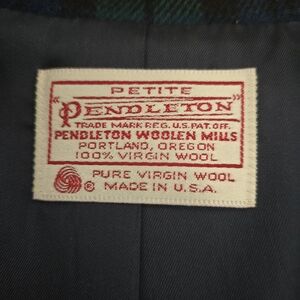 PETITE
"PENDLETON"
TRADE MARK REG. U.S. PAT. OFF.
PENDLETON WOOLEN MILLS
PORTLAND, OREGON
100% VIRGIN WOOL
PURE VIRGIN WOOL
® MADE IN U.S.A.